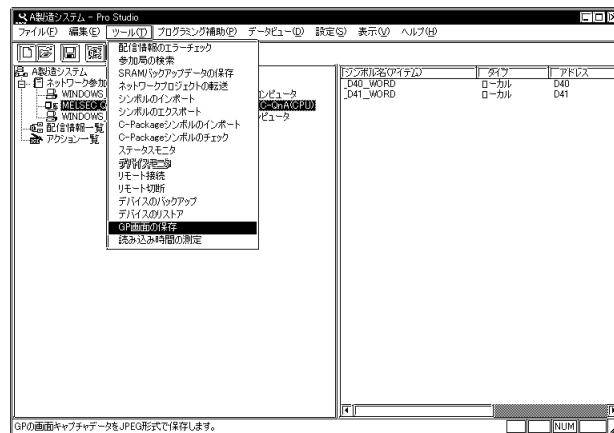 A製造システム - Pro Studio
ファイル(F) 編集(E) ツール(T) プログラミング補助(P) データビュー(D) 設定(S) 表示(V) ヘルプ(H)
配信情報のエラーチェック
参加局の検索
SRAMバックアップデータの保存
ネットワークプロジェクトの転送
シンボルのインポート
シンボルのエクスポート
C-Packageシンボルのインポート
C-Packageシンボルのチェック
ステータスモニタ
デバイスモニタ
リモート接続
リモート切断
デバイスのバックアップ
デバイスのリストア
GP画面の保存
読み込み時間の測定
A製造システム
ネットワーク参加
WINDOWS
ンピュータ
MELSEC
C-QnA(CPU)
WINDOWS
ピュータ
配信情報一覧
アクション一覧
シンボル名(アイテム) タイプ アドレス
_D40_WORD ローカル D40
_D41_WORD ローカル D41
GPの画面キャプチャデータをJPEG形式で保存します。
NUM